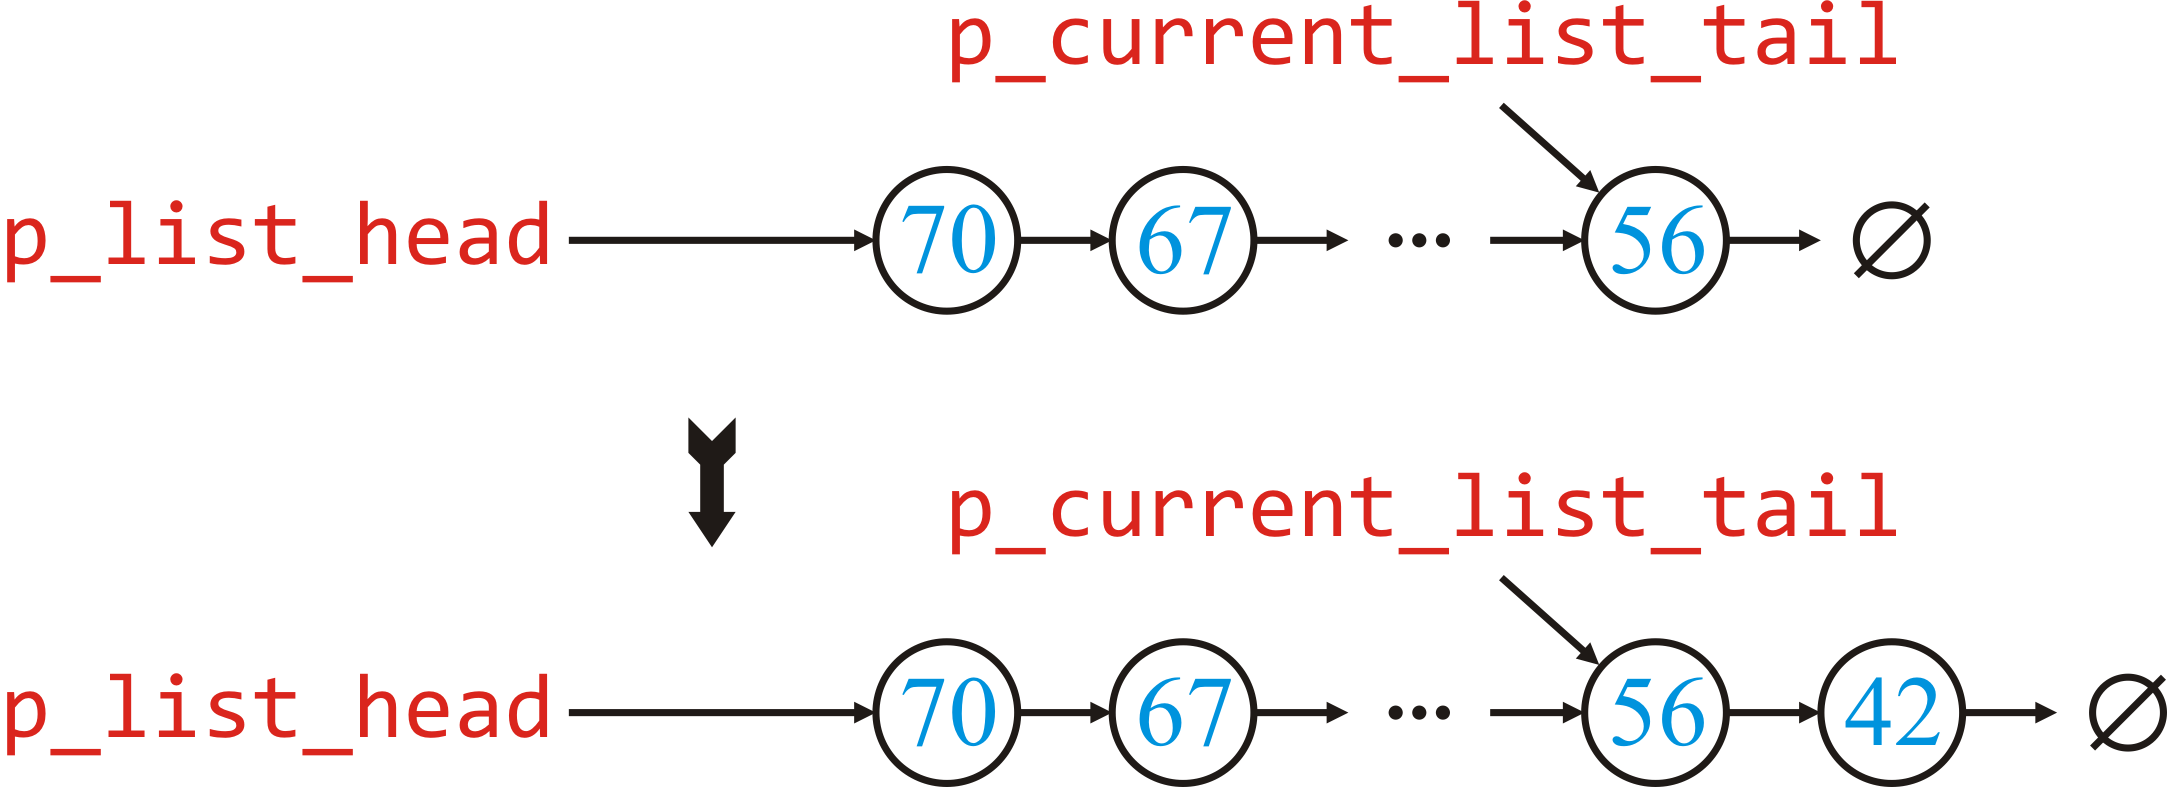 p_current_list_tail
p_list_head 70 67 ... 56 ∅
p_current_list_tail
p_list_head 70 67 ... 56 42 ∅